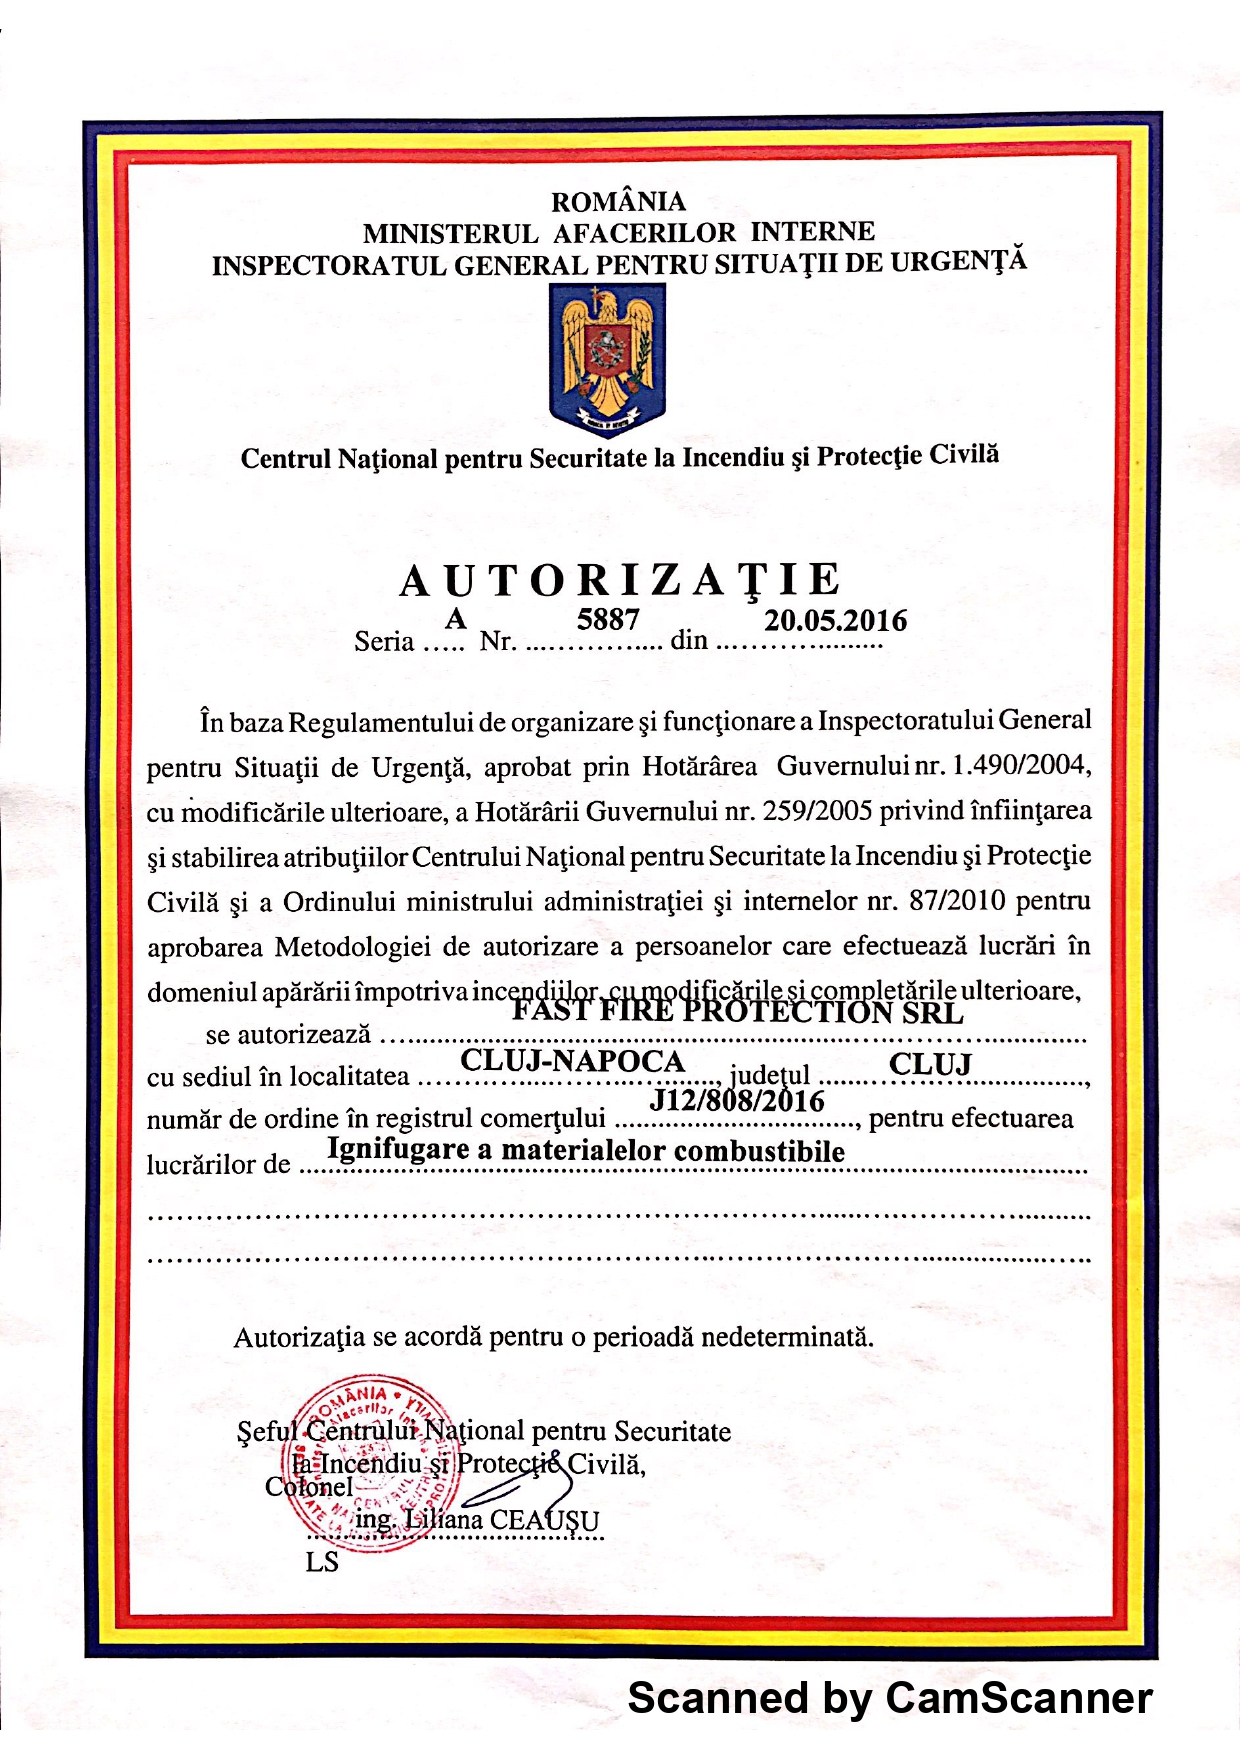 ROMÂNIA
MINISTERUL AFACERILOR INTERNE
INSPECTORATUL GENERAL PENTRU SITUAŢII DE URGENŢĂ
Centrul Naţional pentru Securitate la Incendiu şi Protecţie Civilă
AUTORIZAŢIE
Seria ..A.. Nr. ....5887.... din ....20.05.2016....
În baza Regulamentului de organizare şi funcţionare a Inspectoratului General
pentru Situaţii de Urgenţă, aprobat prin Hotărârea Guvernului nr. 1.490/2004,
cu modificările ulterioare, a Hotărârii Guvernului nr. 259/2005 privind înfiinţarea
şi stabilirea atribuţiilor Centrului Naţional pentru Securitate la Incendiu şi Protecţie
Civilă şi a Ordinului ministrului administraţiei şi internelor nr. 87/2010 pentru
aprobarea Metodologiei de autorizare a persoanelor care efectuează lucrări în
domeniul apărării împotriva incendiilor, cu modificările şi completările ulterioare,
se autorizează ....FAST FIRE PROTECTION SRL....
cu sediul în localitatea ....CLUJ-NAPOCA...., judeţul ....CLUJ....,
număr de ordine în registrul comerţului ....J12/808/2016...., pentru efectuarea
lucrărilor de ....Ignifugare a materialelor combustibile....
Autorizaţia se acordă pentru o perioadă nedeterminată.
Şeful Centrului Naţional pentru Securitate
la Incendiu şi Protecţie Civilă,
Colonel
ing. Liliana CEAUŞU
LS
ROMÂNIA
Scanned by CamScanner